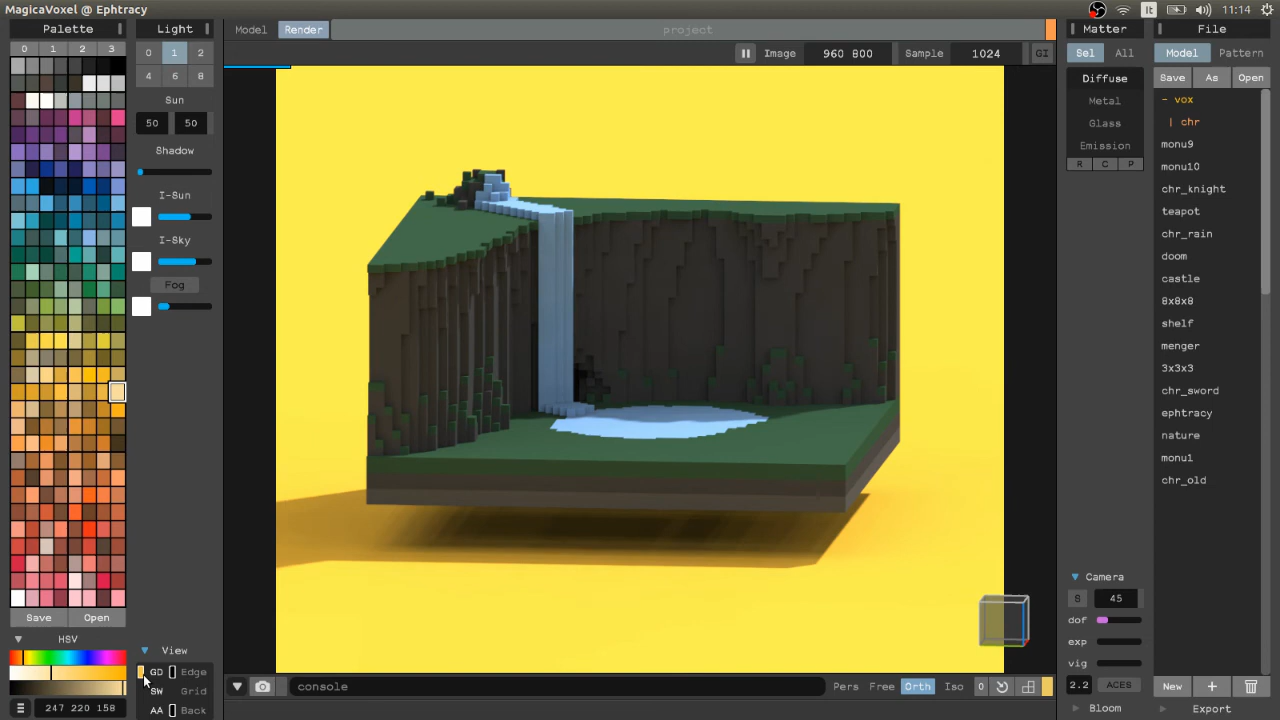 MagicaVoxel @ Ephtracy
It
11:14
Palette
Light
Model
Render
project
Matter
File
0 1 2 3
0 1 2
Image
960 800
Sample
1024
GI
Sel
All
Model
Pattern
4 6 8
Diffuse
Save
As
Open
Sun
Metal
- vox
50
50
Glass
| chr
Shadow
Emission
monu9
R C P
monu10
I-Sun
chr_knight
teapot
I-Sky
chr_rain
doom
Fog
castle
8x8x8
shelf
menger
3x3x3
chr_sword
ephtracy
nature
monu1
chr_old
Camera
S
45
Save
Open
dof
HSV
exp
View
vig
GD
Edge
console
Pers
Free
Orth
Iso
0
2.2
ACES
New
+
SW
Grid
247 220 158
AA
Back
Bloom
Export